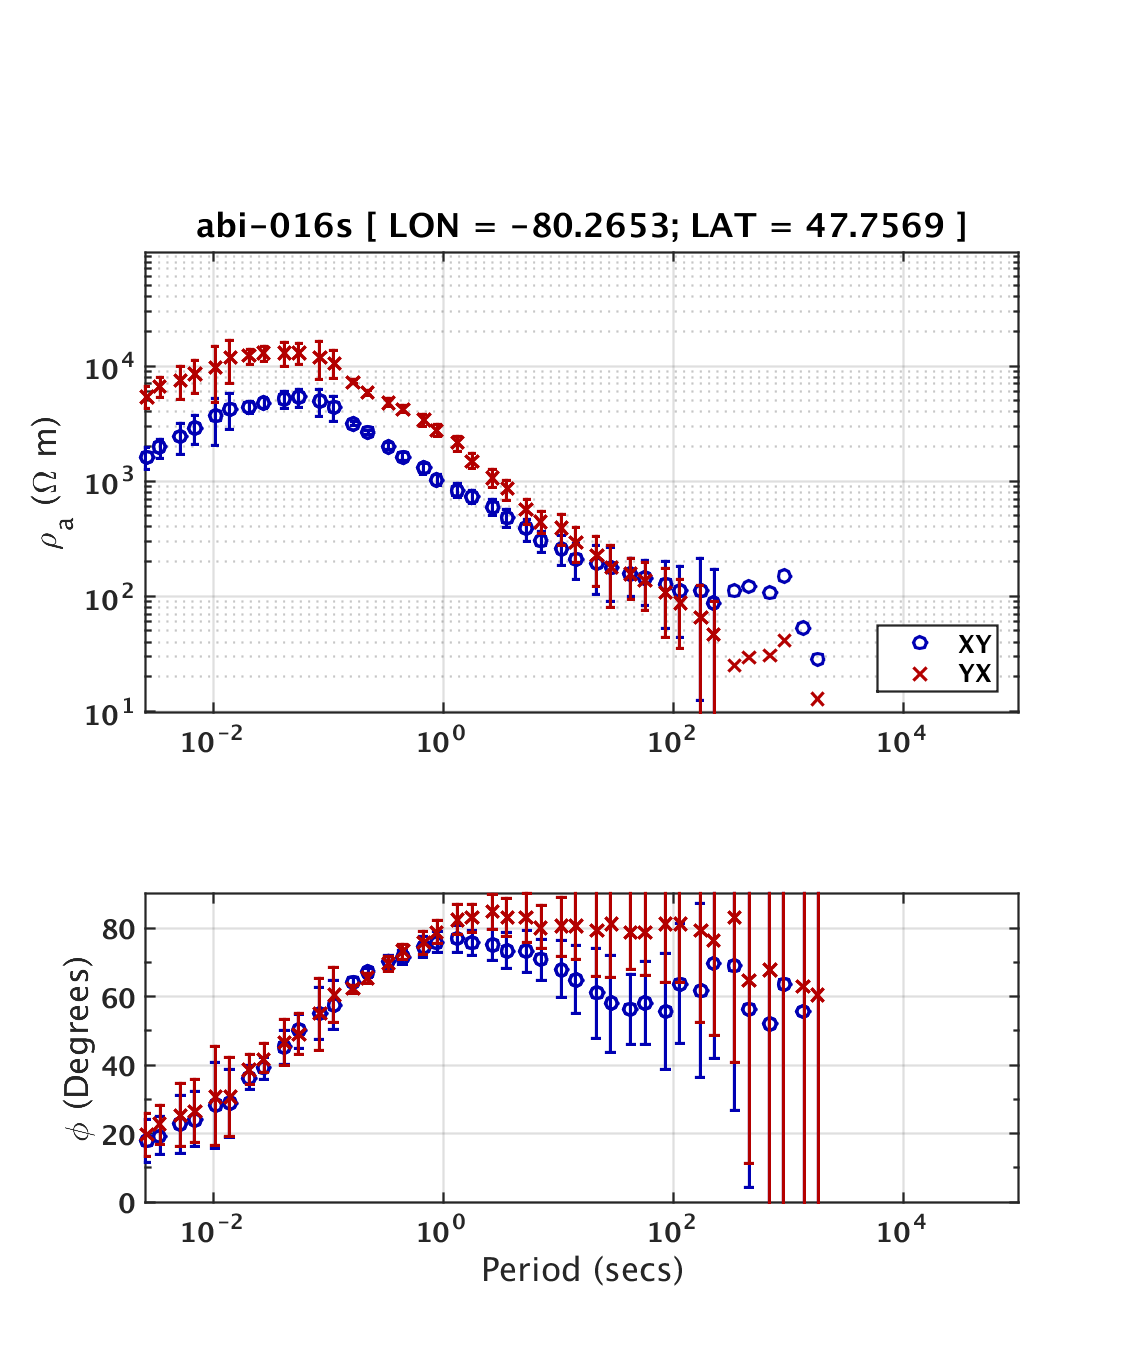 abi-016s [ LON = -80.2653; LAT = 47.7569 ]
ρa (Ω m)
10^4
10^3
10^2
10^1
XY
YX
10^-2 10^0 10^2 10^4
ϕ (Degrees)
80
60
40
20
0
10^-2 10^0 10^2 10^4
Period (secs)